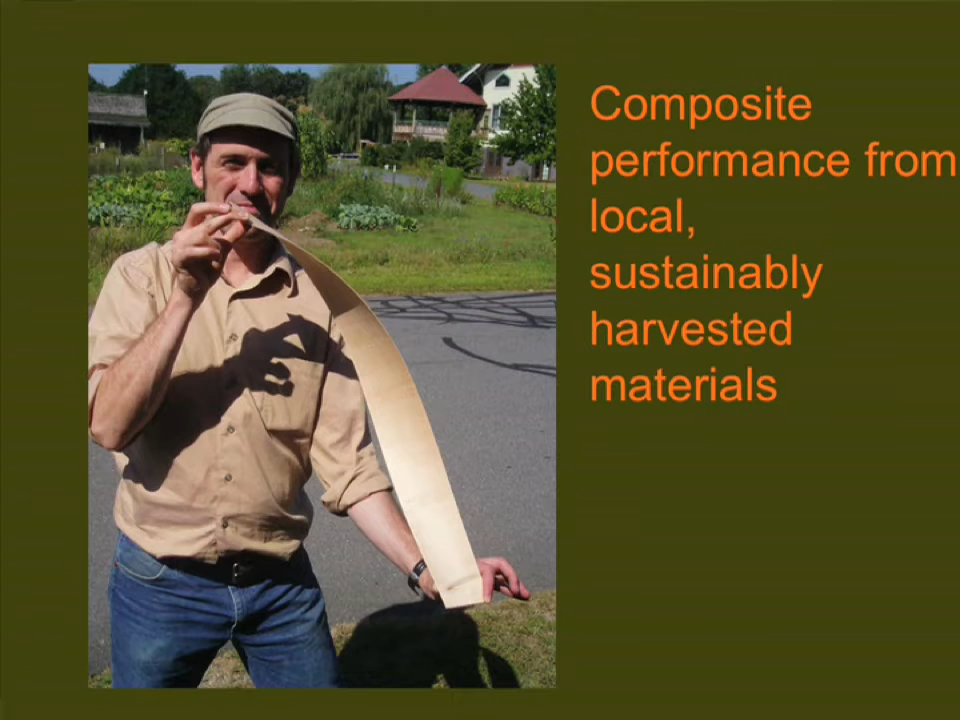 Composite
performance from
local,
sustainably
harvested
materials